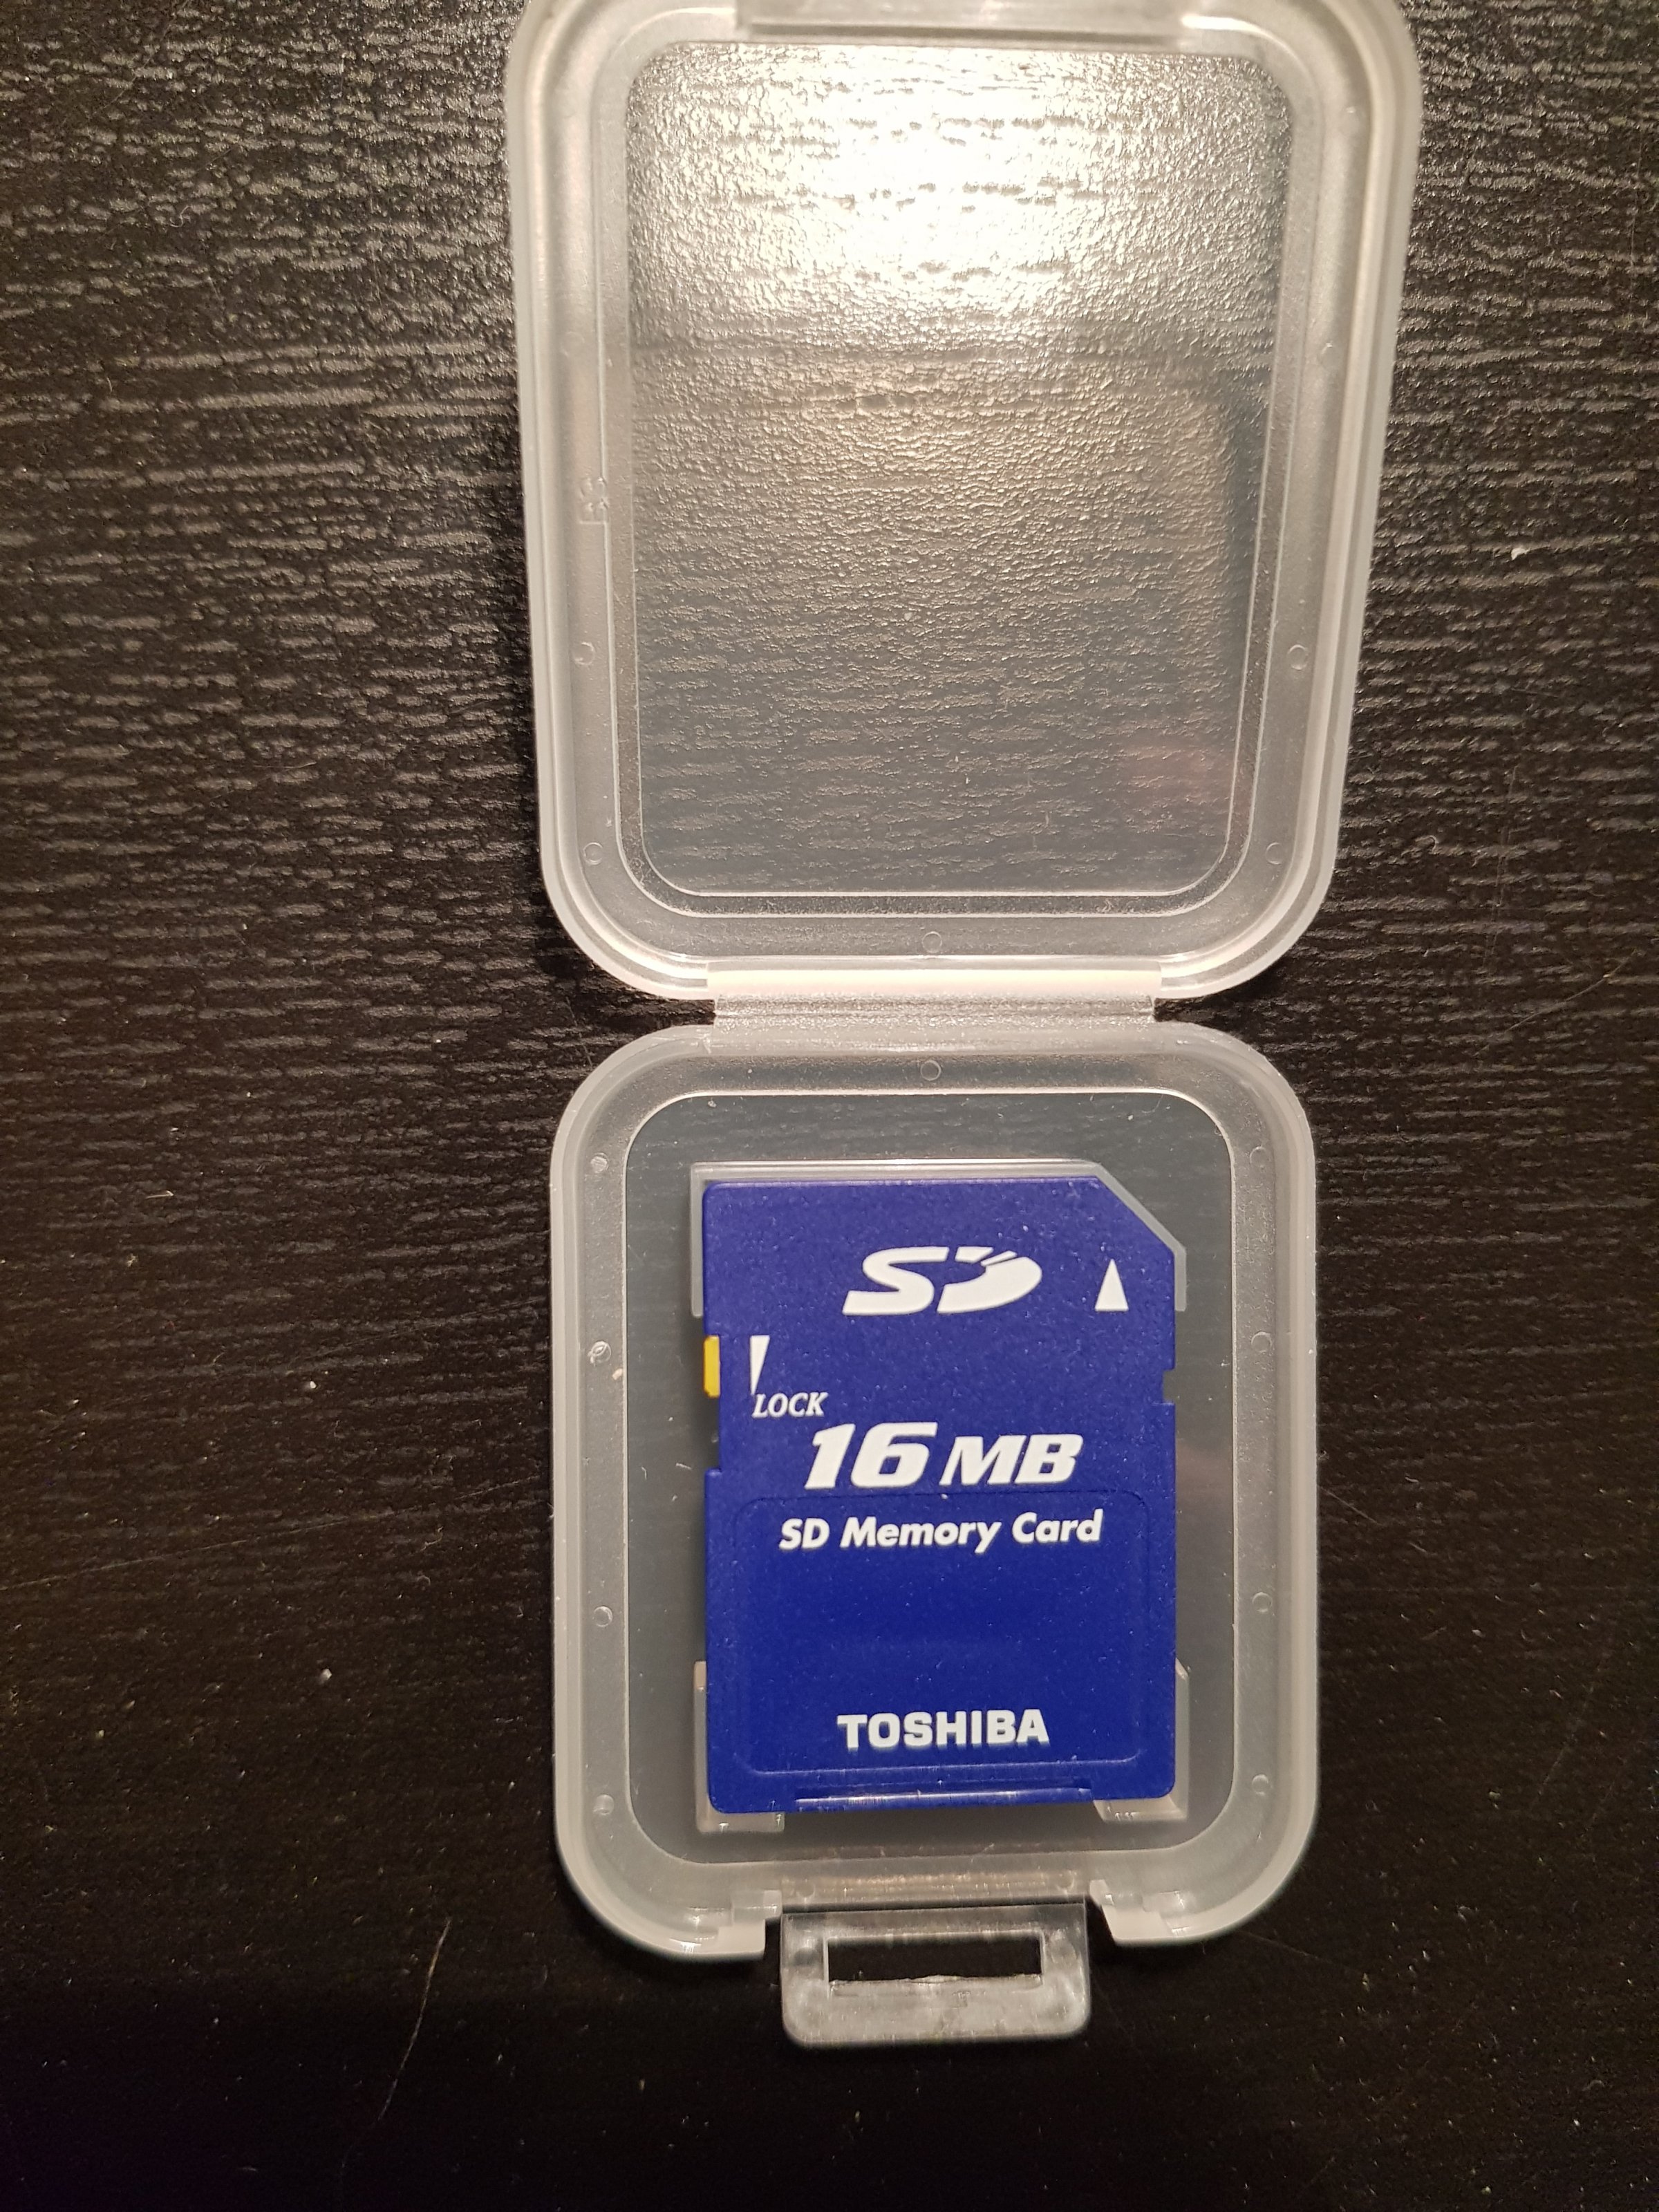 SD
LOCK
16 MB
SD Memory Card
TOSHIBA